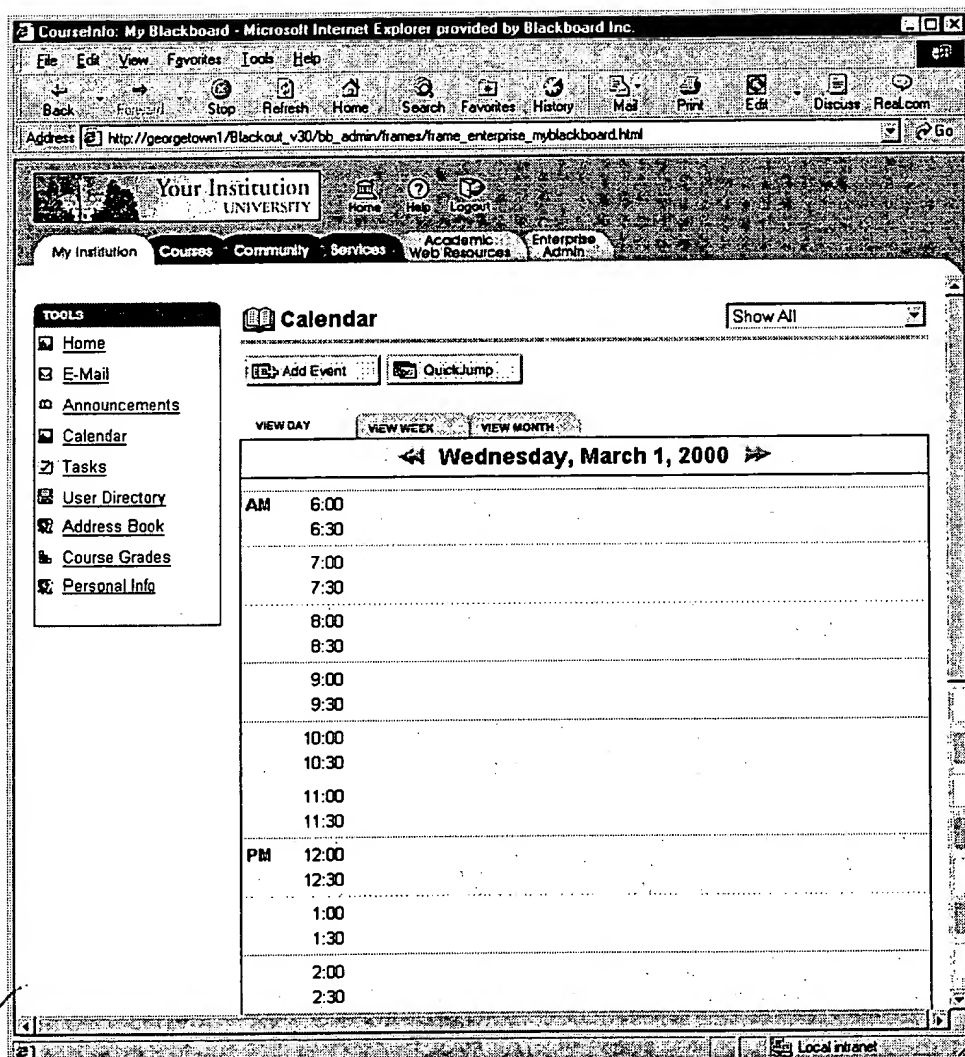 CourseInfo: My Blackboard - Microsoft Internet Explorer provided by Blackboard Inc.
File Edit View Favorites Tools Help
Back Forward Stop Refresh Home Search Favorites History Mail Print Edit Discuss Real.com
Address http://georgetown1/Blackout_v30/bb_admin/frames/frame_enterprise_myblackboard.html Go
Your Institution
UNIVERSITY
Home Help Logout
My Institution Courses Community Services Academic Web Resources Enterprise Admin
TOOLS
Home
E-Mail
Announcements
Calendar
Tasks
User Directory
Address Book
Course Grades
Personal Info
Calendar Show All
Add Event QuickJump
VIEW DAY VIEW WEEK VIEW MONTH
Wednesday, March 1, 2000
AM 6:00
6:30
7:00
7:30
8:00
8:30
9:00
9:30
10:00
10:30
11:00
11:30
PM 12:00
12:30
1:00
1:30
2:00
2:30
Local intranet